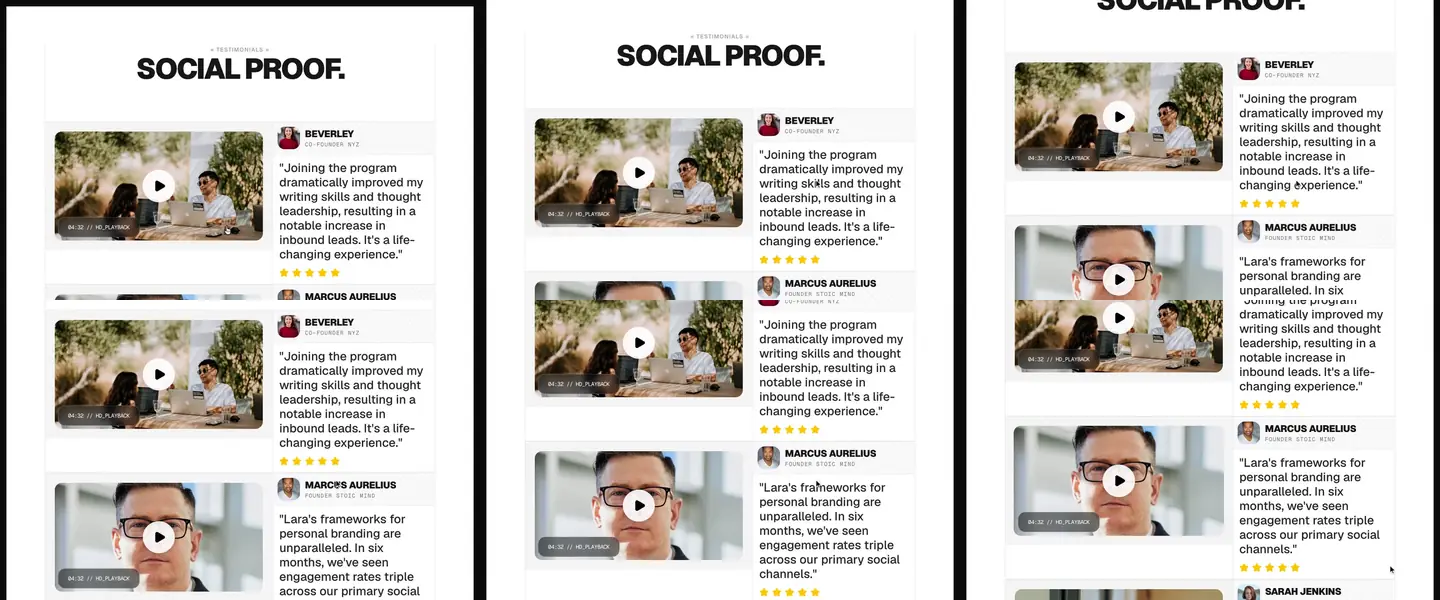 < TESTIMONIALS >
SOCIAL PROOF.
BEVERLEY
CO-FOUNDER NYZ
"Joining the program
dramatically improved my
writing skills and thought
leadership, resulting in a
notable increase in
inbound leads. It's a life-
changing experience."
04:32 // HD_PLAYBACK
MARCUS AURELIUS
BEVERLEY
CO-FOUNDER NYZ
"Joining the program
dramatically improved my
writing skills and thought
leadership, resulting in a
notable increase in
inbound leads. It's a life-
changing experience."
04:32 // HD_PLAYBACK
MARCUS AURELIUS
FOUNDER STOIC MIND
"Lara's frameworks for
personal branding are
unparalleled. In six
months, we've seen
engagement rates triple
across our primary social
04:32 // HD_PLAYBACK
< TESTIMONIALS >
SOCIAL PROOF.
BEVERLEY
CO-FOUNDER NYZ
"Joining the program
dramatically improved my
writing skills and thought
leadership, resulting in a
notable increase in
inbound leads. It's a life-
changing experience."
04:32 // HD_PLAYBACK
MARCUS AURELIUS
FOUNDER STOIC MIND
CO-FOUNDER NYZ
"Joining the program
dramatically improved my
writing skills and thought
leadership, resulting in a
notable increase in
inbound leads. It's a life-
changing experience."
04:32 // HD_PLAYBACK
MARCUS AURELIUS
FOUNDER STOIC MIND
"Lara's frameworks for
personal branding are
unparalleled. In six
months, we've seen
engagement rates triple
across our primary social
channels."
04:32 // HD_PLAYBACK
SOCIAL PROOF.
BEVERLEY
CO-FOUNDER NYZ
"Joining the program
dramatically improved my
writing skills and thought
leadership, resulting in a
notable increase in
inbound leads. It's a life-
changing experience."
04:32 // HD_PLAYBACK
MARCUS AURELIUS
FOUNDER STOIC MIND
"Lara's frameworks for
personal branding are
unparalleled. In six
"Joining the program
dramatically improved my
writing skills and thought
leadership, resulting in a
notable increase in
inbound leads. It's a life-
changing experience."
04:32 // HD_PLAYBACK
MARCUS AURELIUS
FOUNDER STOIC MIND
"Lara's frameworks for
personal branding are
unparalleled. In six
months, we've seen
engagement rates triple
across our primary social
channels."
04:32 // HD_PLAYBACK
SARAH JENKINS